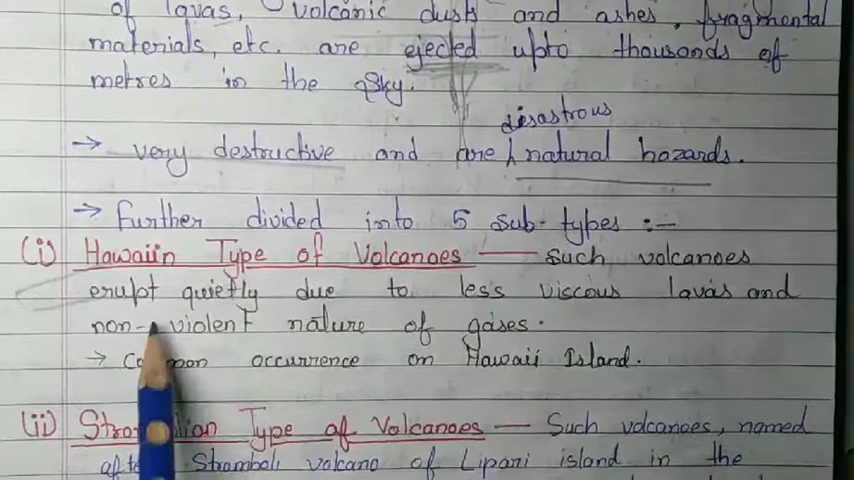 of lavas, volcanic dusts and ashes, fragmental
materials, etc. are ejected upto thousands of
metres in the sky.
disastrous
→ very destructive and are natural hazards.
→ Further divided into 5 sub-types :-
(i) Hawaiin Type of Volcanoes — such volcanoes
erupt quietly due to less viscous lavas and
non-violent nature of gases.
→ occurrence on Hawaii Island.
(ii) Type of Volcanoes — Such volcanoes, named
Stromboli volcano of Lipari island in the